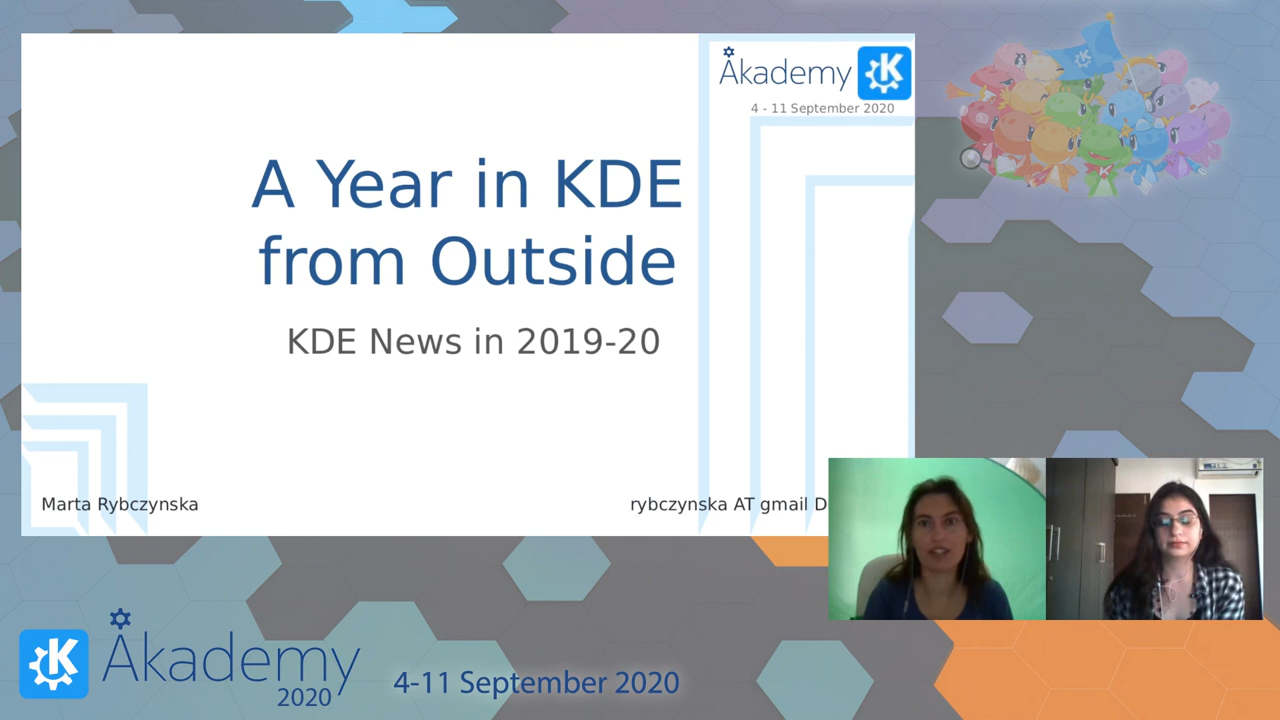 Akademy
4 - 11 September 2020
A Year in KDE
from Outside
KDE News in 2019-20
Marta Rybczynska
rybczynska AT gmail D
Akademy
2020
4-11 September 2020